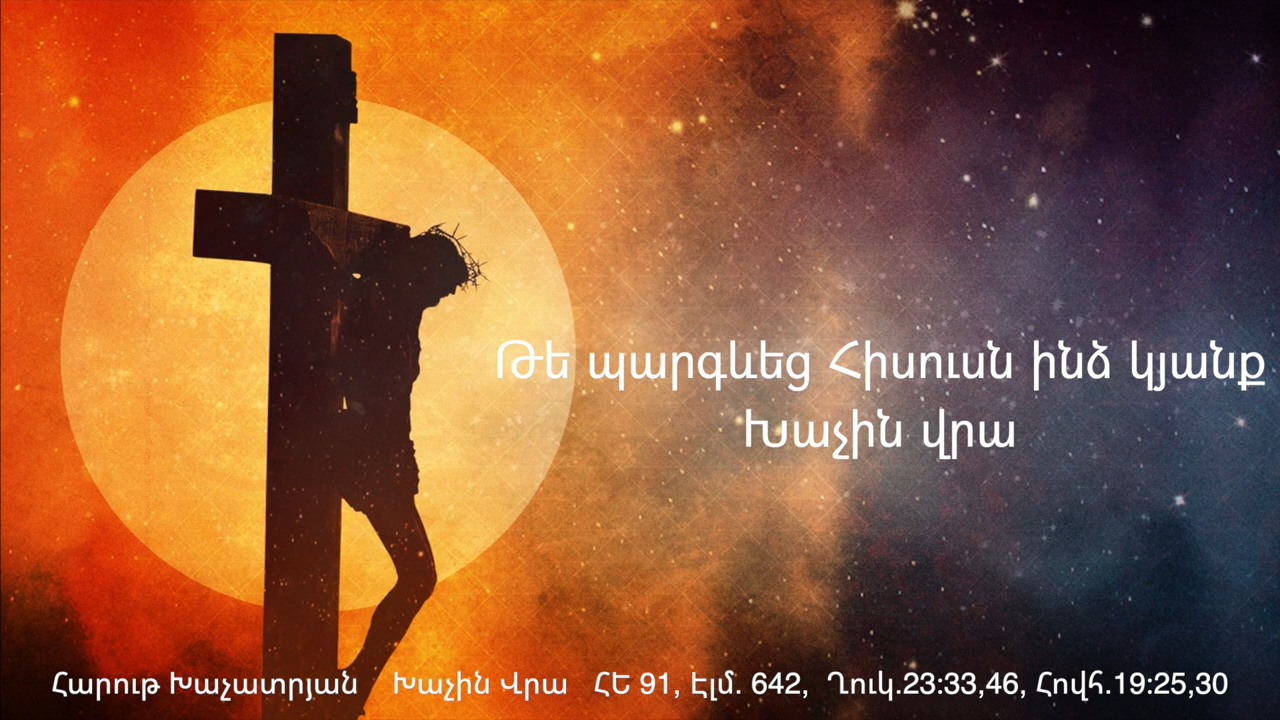 Թե պարգևեց Հիսուսն ինձ կյանք
Խաչին վրա
Հարութ Խաչատրյան Խաչին Վրա ՀԵ 91, Էլմ. 642, Ղուկ.23:33,46, Հովհ.19:25,30